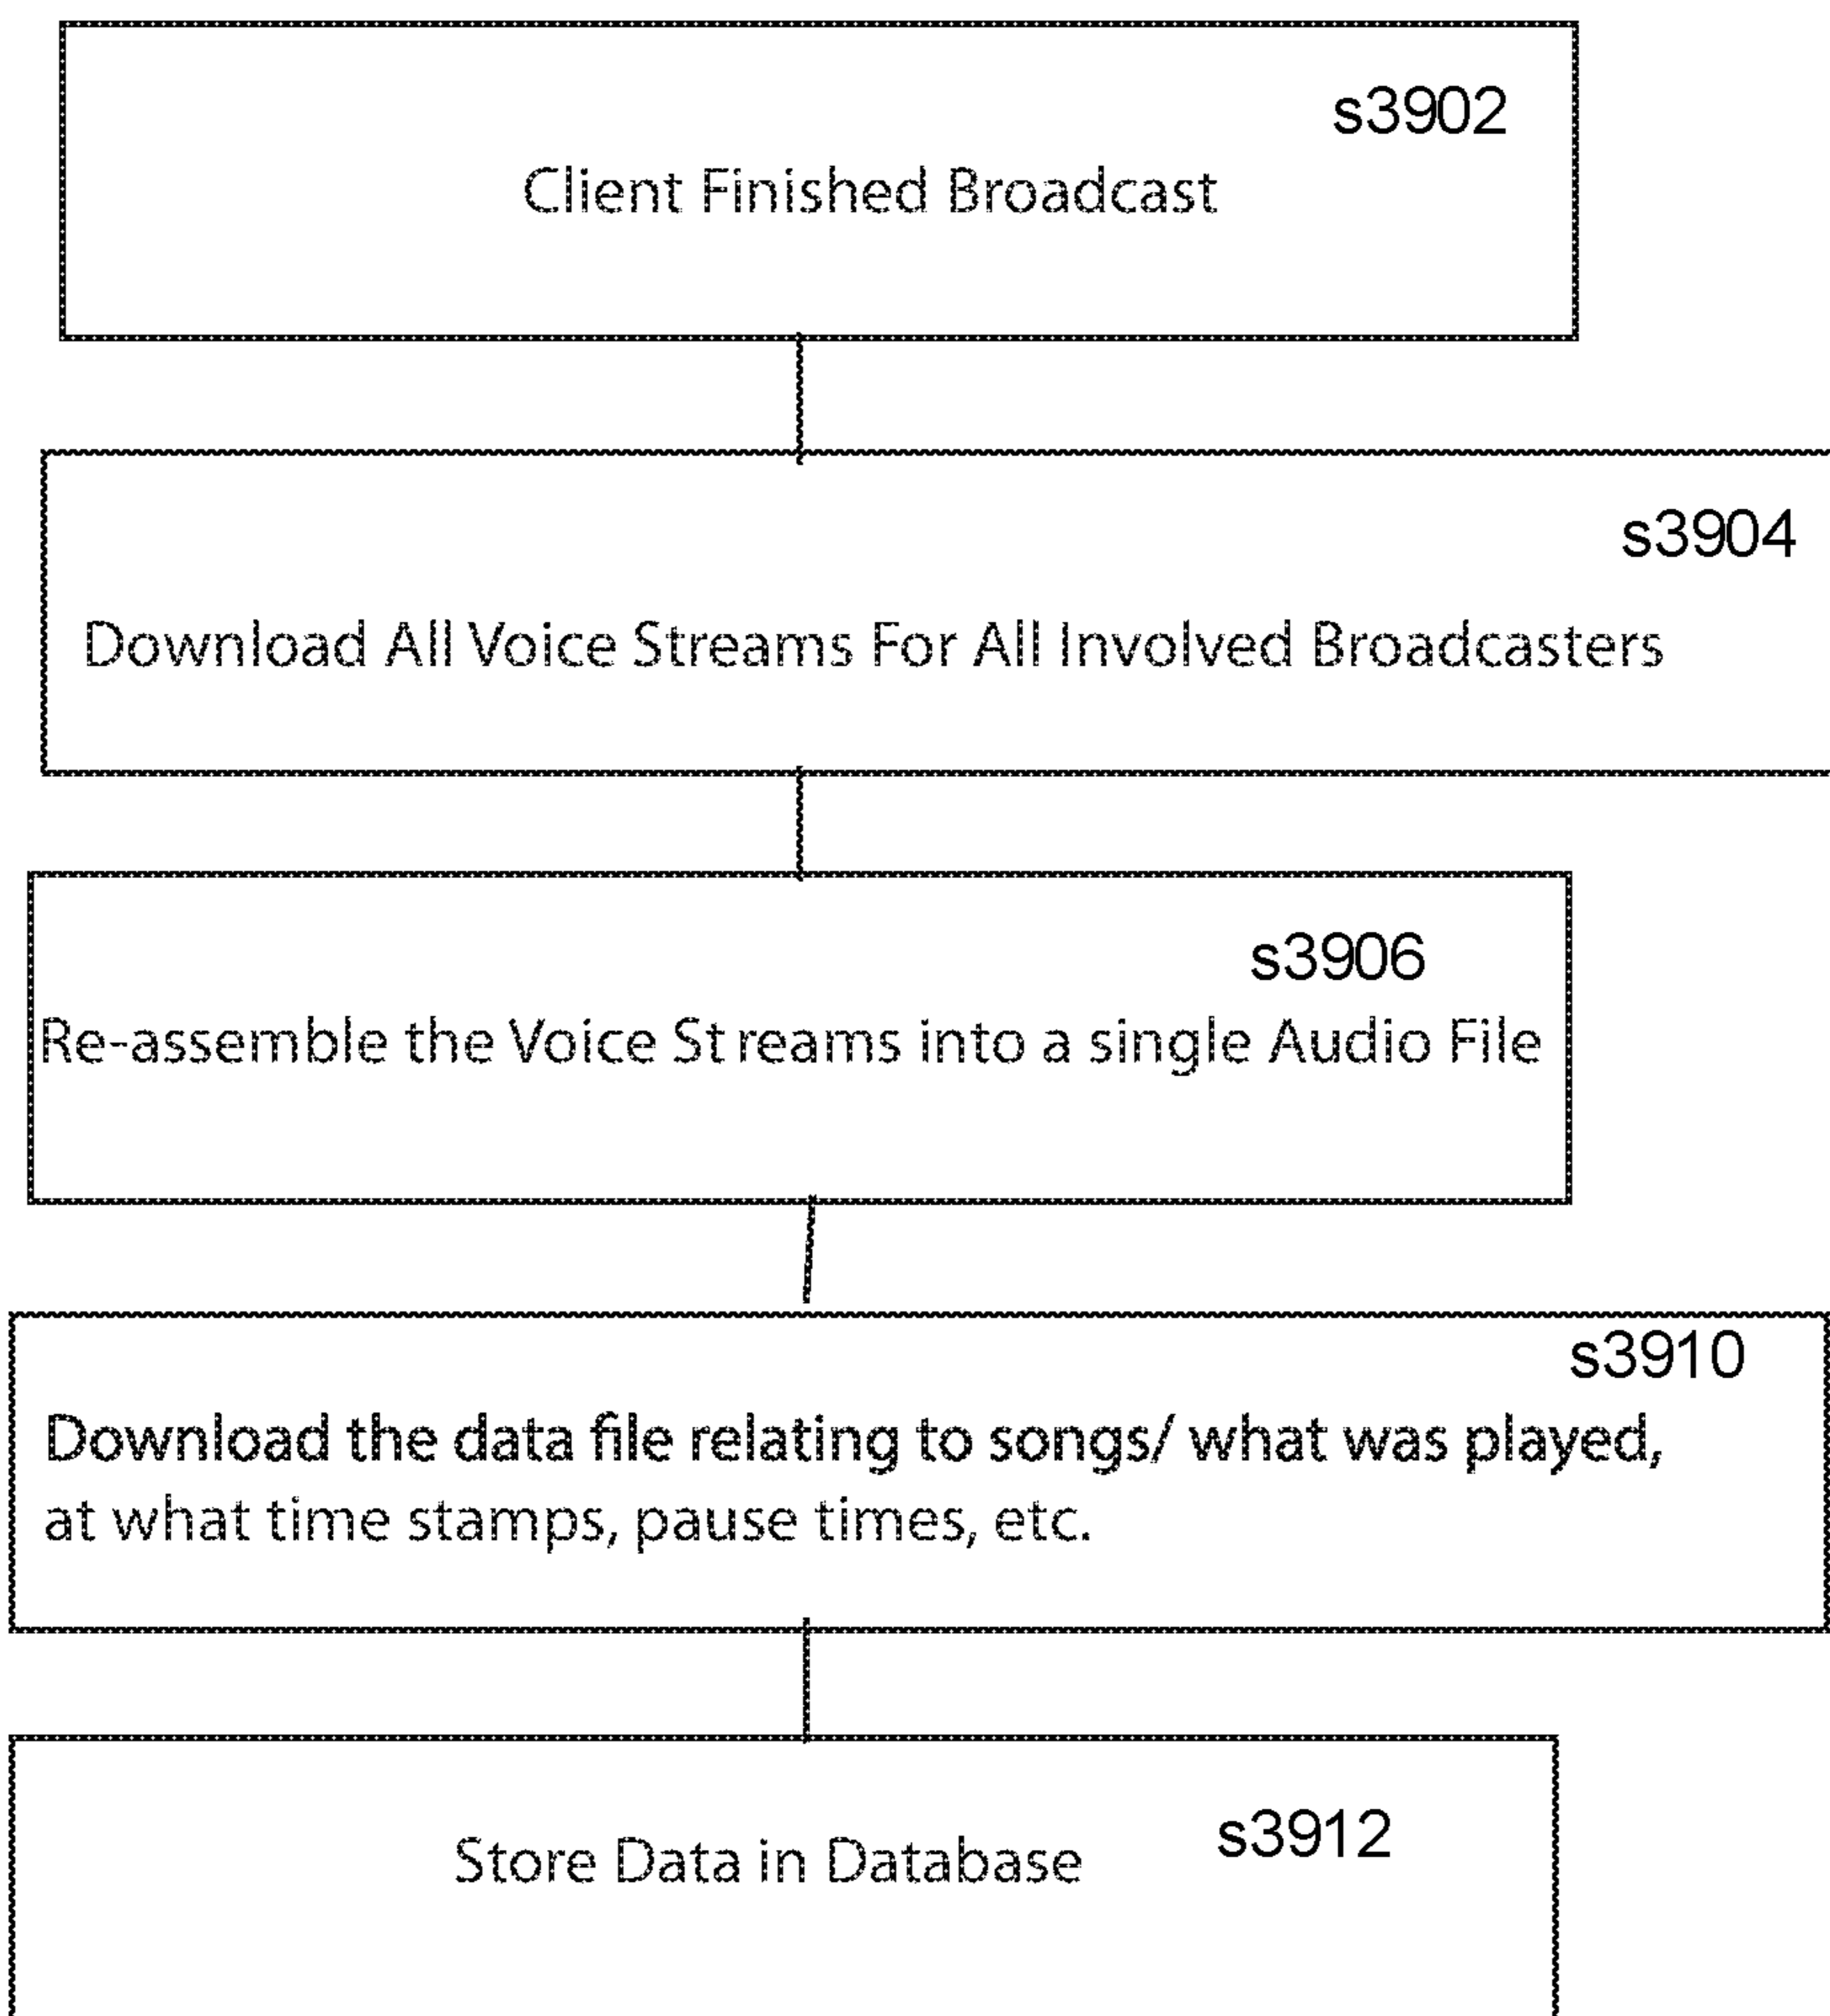 s3902
Client Finished Broadcast
s3904
Download All Voice Streams For All Involved Broadcasters
s3906
Re-assemble the Voice Streams into a single Audio File
s3910
Download the data file relating to songs/ what was played,
at what time stamps, pause times, etc.
s3912
Store Data in Database